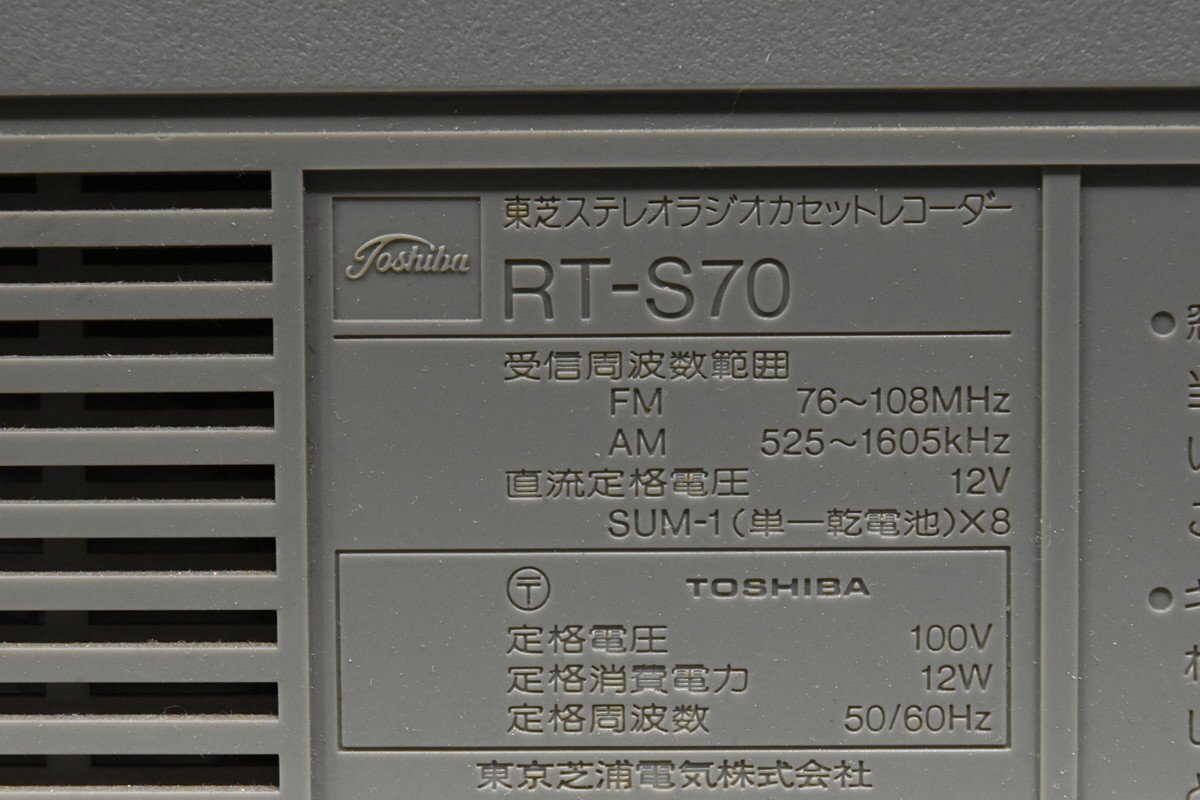 Toshiba
東芝ステレオラジオカセットレコーダー
RT-S70
受信周波数範囲
FM 76~108MHz
AM 525~1605kHz
直流定格電圧 12V
SUM-1(単一乾電池)×8
〒 TOSHIBA
定格電圧 100V
定格消費電力 12W
定格周波数 50/60Hz
東京芝浦電気株式会社